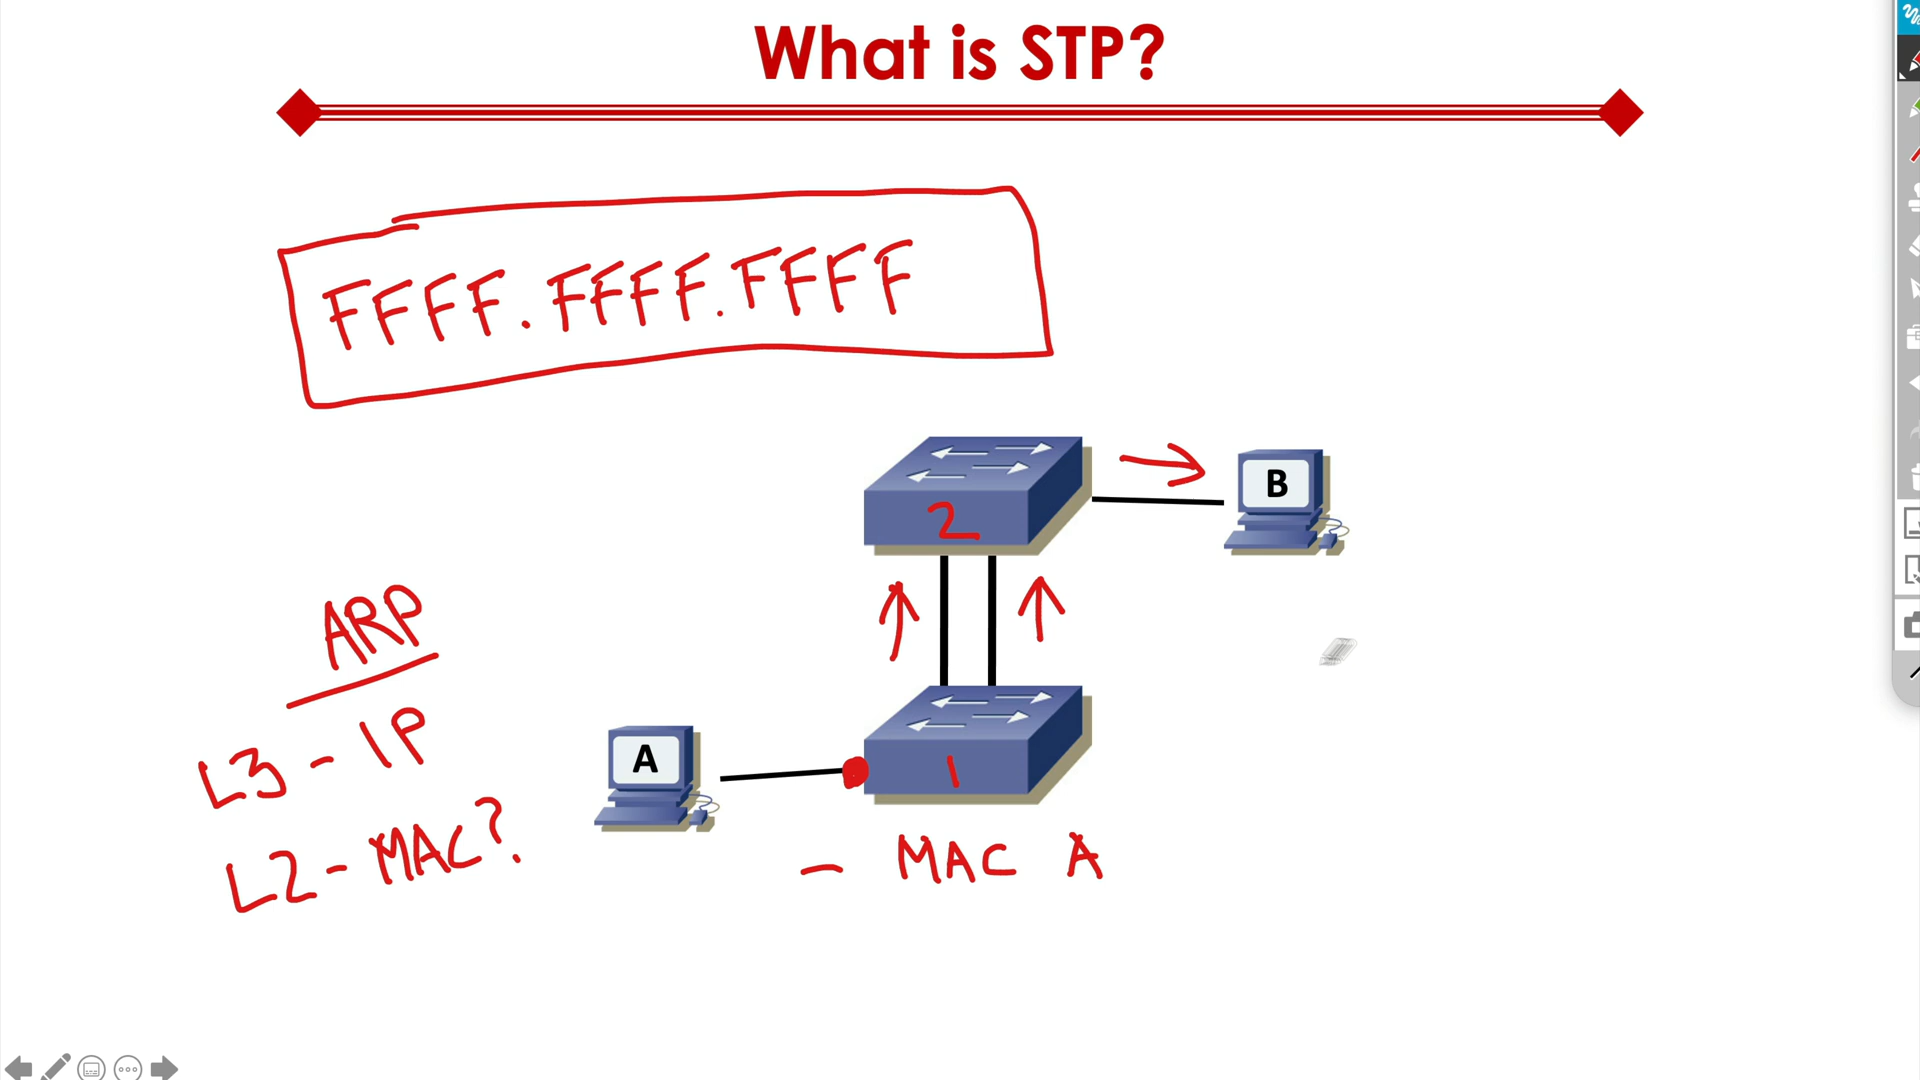 What is STP?
FFFF.FFFF.FFFF
2
B
ARP
L3 - IP
L2 - MAC?
A
1
- MAC A